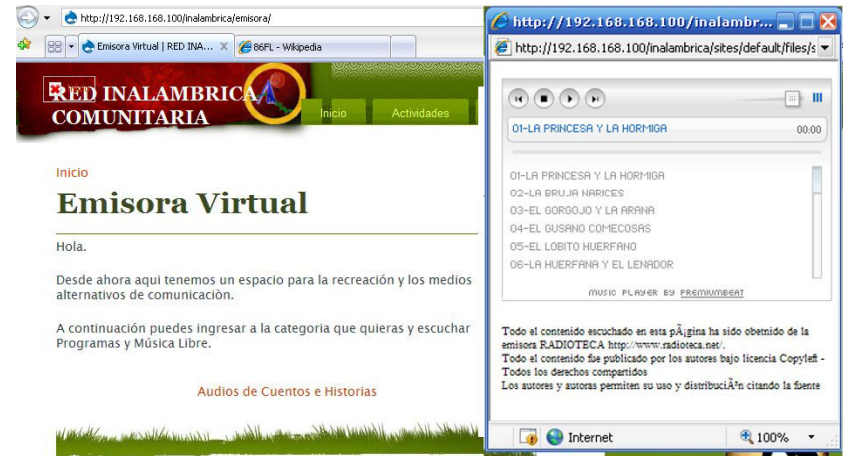 http://192.168.168.100/inalambrica/emisora/
Emisora Virtual | RED INA...
86FL - Wikipedia
RED INALAMBRICA
COMUNITARIA
Inicio
Actividades
Inicio
Emisora Virtual
Hola.
Desde ahora aqui tenemos un espacio para la recreación y los medios
alternativos de comunicaciòn.
A continuación puedes ingresar a la categoria que quieras y escuchar
Programas y Música Libre.
Audios de Cuentos e Historias
http://192.168.168.100/inalambr...
http://192.168.168.100/inalambrica/sites/default/files/s
01-LA PRINCESA Y LA HORMIGA
00:00
01-LA PRINCESA Y LA HORMIGA
02-LA BRUJA NARICES
03-EL GORGOJO Y LA ARANA
04-EL GUSANO COMECOSAS
05-EL LOBITO HUERFANO
06-LA HUERFANA Y EL LENADOR
MUSIC PLAYER BY PREMIUMBEAT
Todo el contenido escuchado en esta pÃ¡gina ha sido obetnido de la
emisora RADIOTECA http://www.radioteca.net/.
Todo el contenido fue publicado por los autores bajo licencia Copyleft -
Todos los derechos compartidos
Los autores y autoras permiten su uso y distribuciÃ³n citando la fuente
Internet
100%